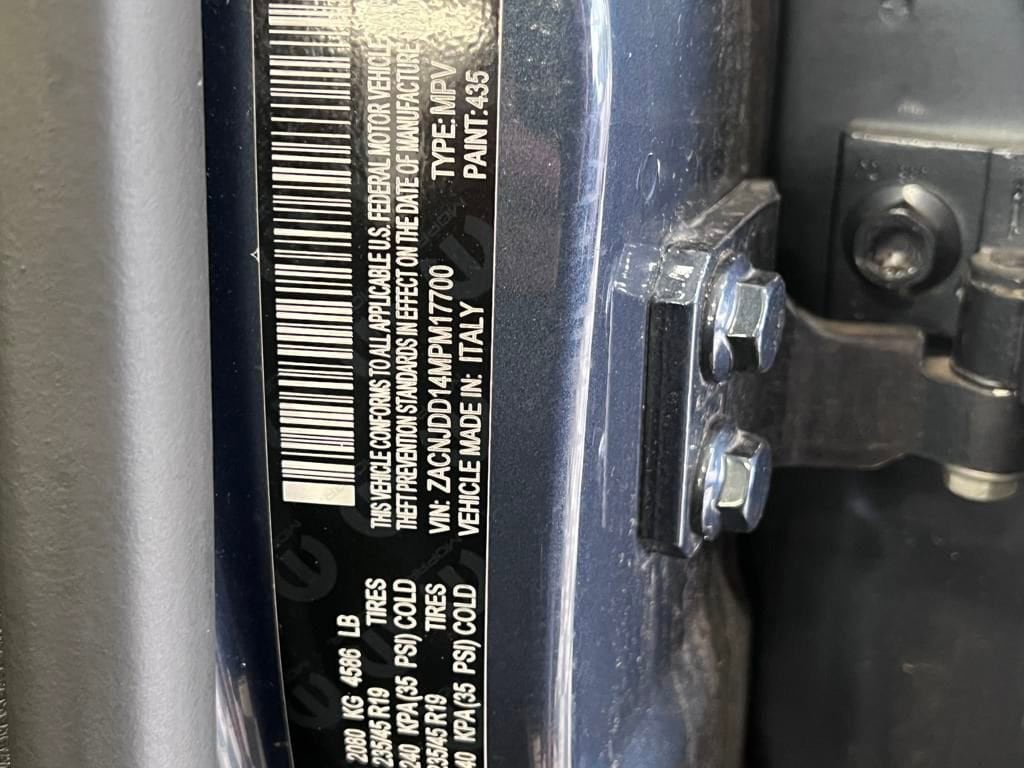 THIS VEHICLE CONFORMS TO ALL APPLICABLE U.S. FEDERAL MOTOR VEHICLE
THEFT PREVENTION STANDARDS IN EFFECT ON THE DATE OF MANUFACTURE
VIN: ZACNJDD14MPM17700 TYPE: MPV
VEHICLE MADE IN: ITALY PAINT: 435
2080 KG 4586 LB
235/45 R19 TIRES
240 KPA(35 PSI) COLD
235/45 R19 TIRES
40 KPA(35 PSI) COLD